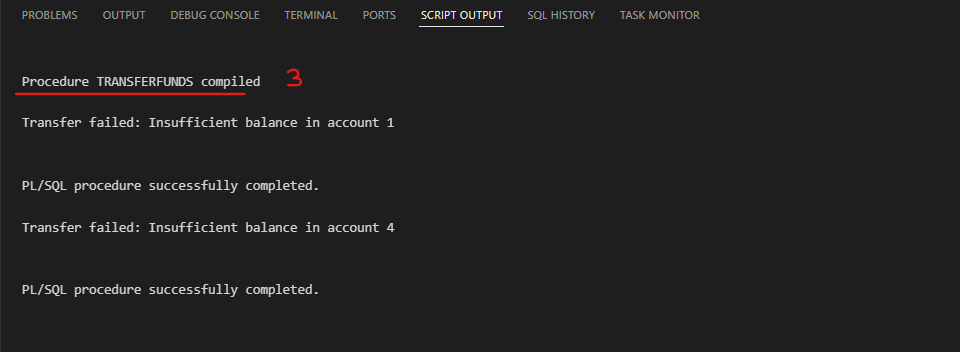 PROBLEMS OUTPUT DEBUG CONSOLE TERMINAL PORTS SCRIPT OUTPUT SQL HISTORY TASK MONITOR
Procedure TRANSFERFUNDS compiled 3
Transfer failed: Insufficient balance in account 1
PL/SQL procedure successfully completed.
Transfer failed: Insufficient balance in account 4
PL/SQL procedure successfully completed.